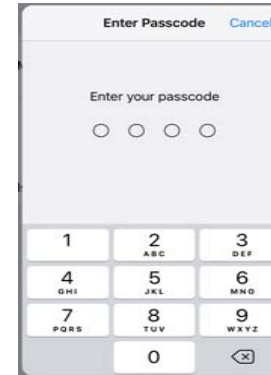 Enter Passcode Cancel
Enter your passcode
1 2 3
ABC DEF
4 5 6
GHI JKL MNO
7 8 9
PQRS TUV WXYZ
0